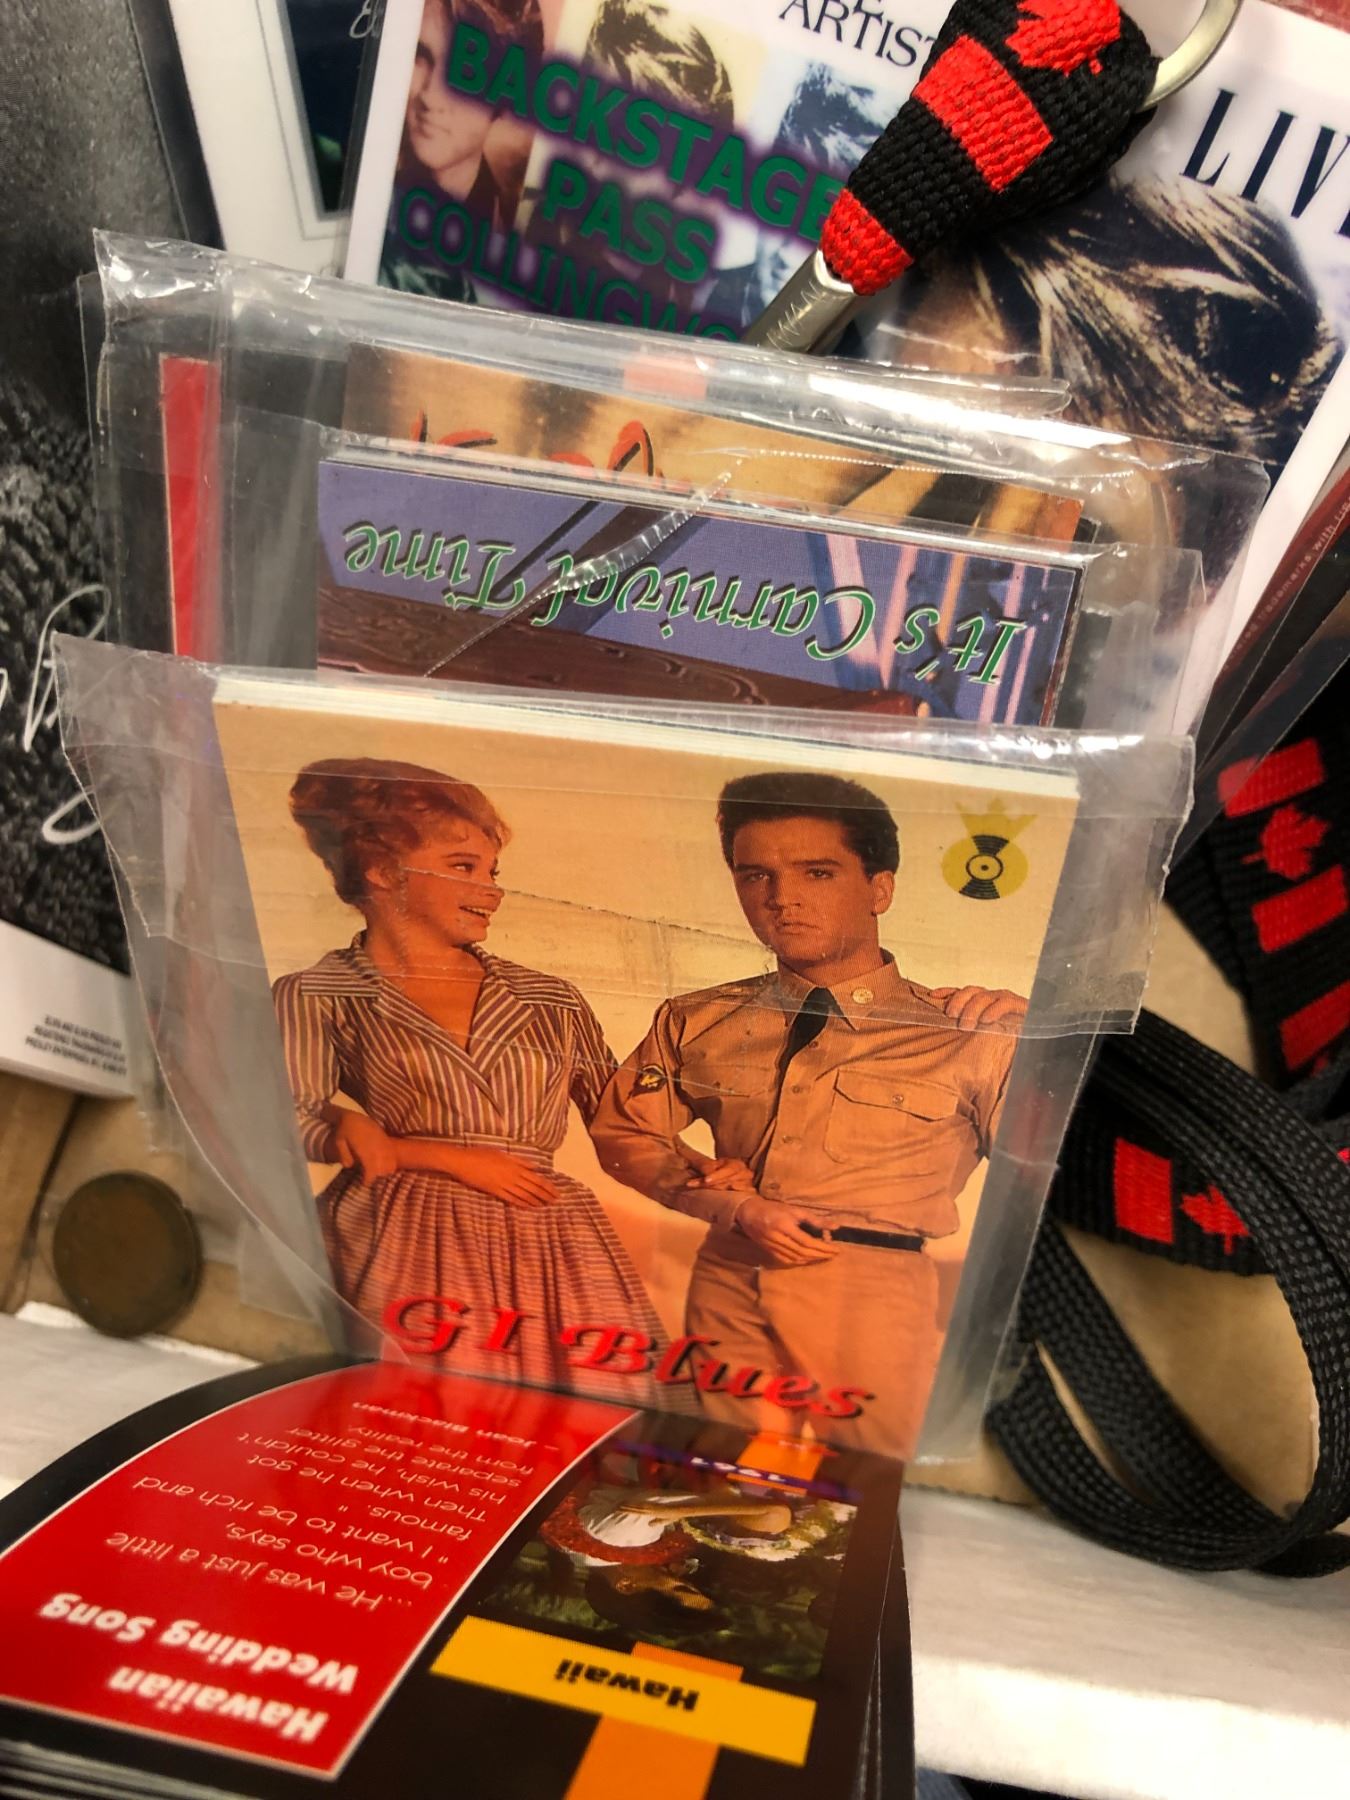 ARTIST
LIV
BACKSTAGE
PASS
COLLINGWO
It's Carnival Time
GI Blues
1961
Hawaii
Hawaiian
Wedding Song
...He was just a little
boy who says,
"I want to be rich and
famous."
Then when he got
his wish, he couldn't
separate the glitter
from the reality.
– Joan Blackman